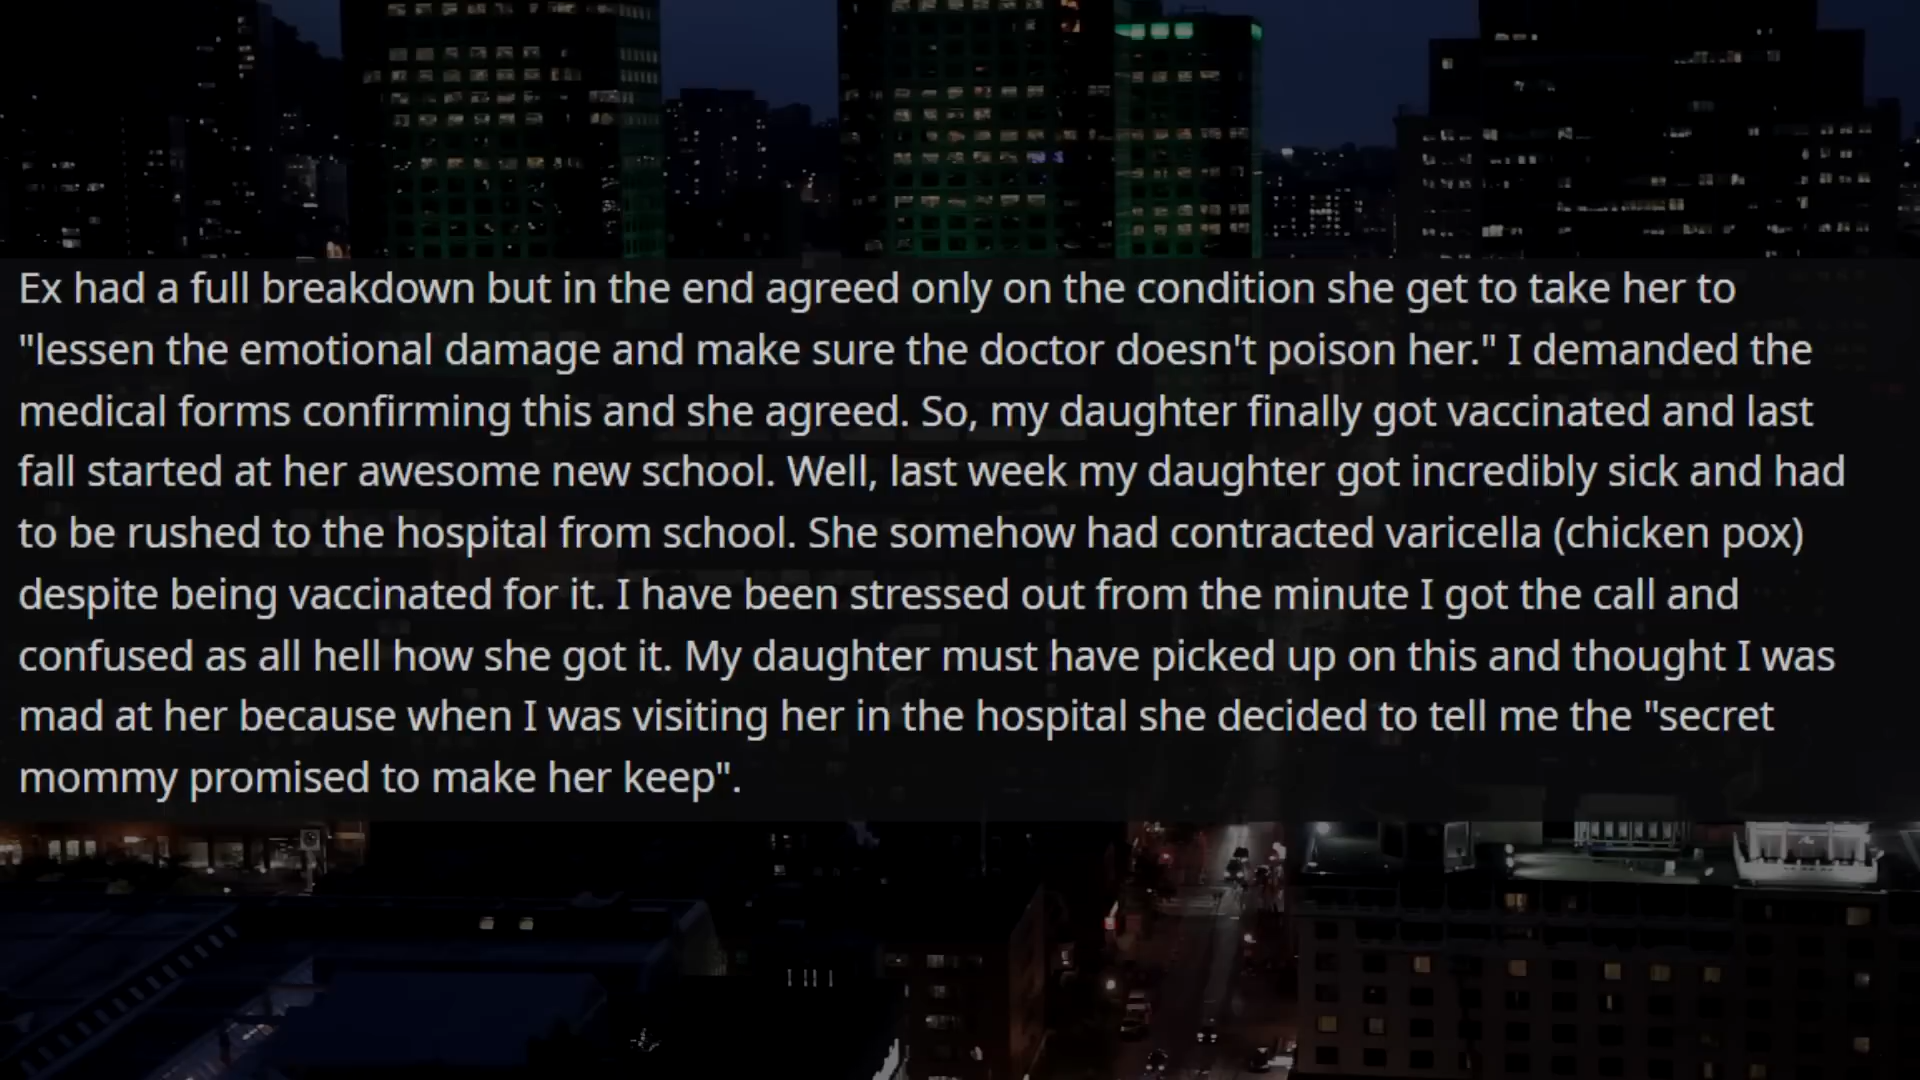 Ex had a full breakdown but in the end agreed only on the condition she get to take her to
"lessen the emotional damage and make sure the doctor doesn't poison her." I demanded the
medical forms confirming this and she agreed. So, my daughter finally got vaccinated and last
fall started at her awesome new school. Well, last week my daughter got incredibly sick and had
to be rushed to the hospital from school. She somehow had contracted varicella (chicken pox)
despite being vaccinated for it. I have been stressed out from the minute I got the call and
confused as all hell how she got it. My daughter must have picked up on this and thought I was
mad at her because when I was visiting her in the hospital she decided to tell me the "secret
mommy promised to make her keep".